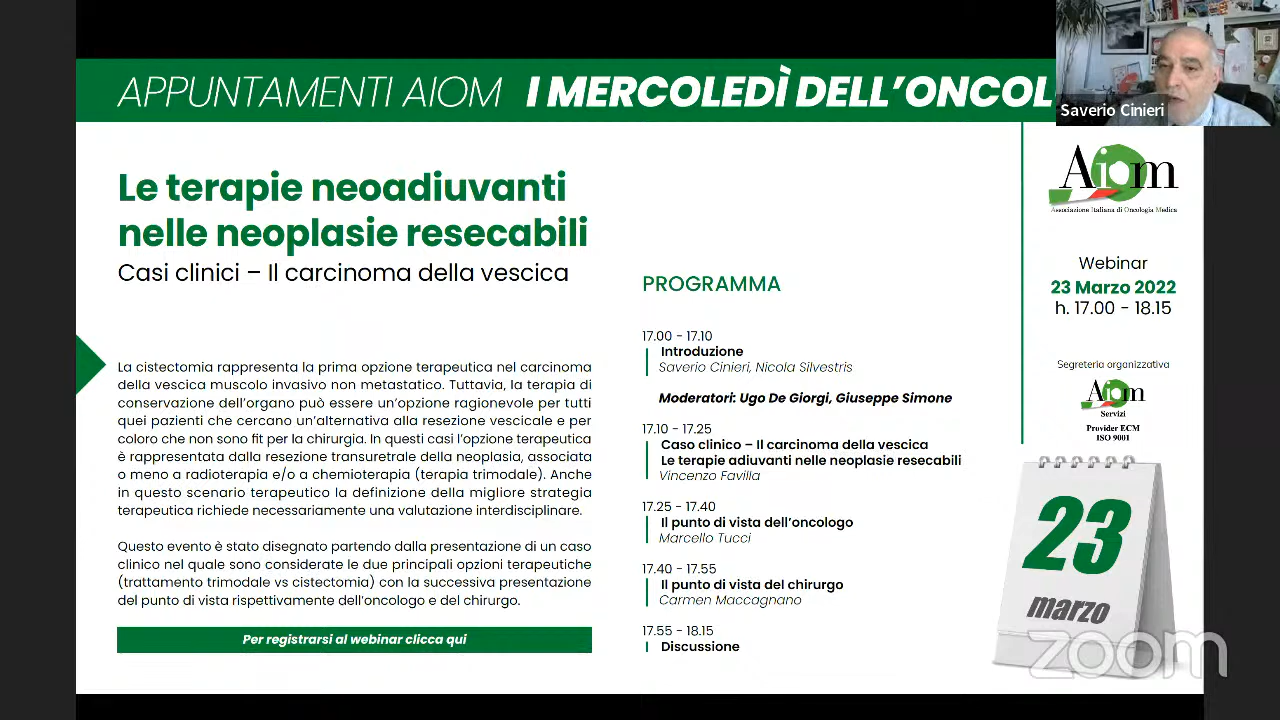 APPUNTAMENTI AIOM I MERCOLEDÌ DELL'ONCOL
Saverio Cinieri
Le terapie neoadiuvanti
nelle neoplasie resecabili
Casi clinici – Il carcinoma della vescica
La cistectomia rappresenta la prima opzione terapeutica nel carcinoma
della vescica muscolo invasivo non metastatico. Tuttavia, la terapia di
conservazione dell'organo può essere un'opzione ragionevole per tutti
quei pazienti che cercano un'alternativa alla resezione vescicale e per
coloro che non sono fit per la chirurgia. In questi casi l'opzione terapeutica
è rappresentata dalla resezione transuretrale della neoplasia, associata
o meno a radioterapia e/o a chemioterapia (terapia trimodale). Anche
in questo scenario terapeutico la definizione della migliore strategia
terapeutica richiede necessariamente una valutazione interdisciplinare.
Questo evento è stato disegnato partendo dalla presentazione di un caso
clinico nel quale sono considerate le due principali opzioni terapeutiche
(trattamento trimodale vs cistectomia) con la successiva presentazione
del punto di vista rispettivamente dell'oncologo e del chirurgo.
Per registrarsi al webinar clicca qui
PROGRAMMA
17.00 - 17.10
Introduzione
Saverio Cinieri, Nicola Silvestris
Moderatori: Ugo De Giorgi, Giuseppe Simone
17.10 - 17.25
Caso clinico – Il carcinoma della vescica
Le terapie adiuvanti nelle neoplasie resecabili
Vincenzo Favilla
17.25 - 17.40
Il punto di vista dell'oncologo
Marcello Tucci
17.40 - 17.55
Il punto di vista del chirurgo
Carmen Maccagnano
17.55 - 18.15
Discussione
Aiom
Associazione Italiana di Oncologia Medica
Webinar
23 Marzo 2022
h. 17.00 - 18.15
Segreteria organizzativa
Aiom
Servizi
Provider ECM
ISO 9001
23
marzo
zoom